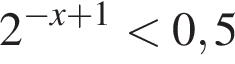 $2^{-x+1} < 0,5$